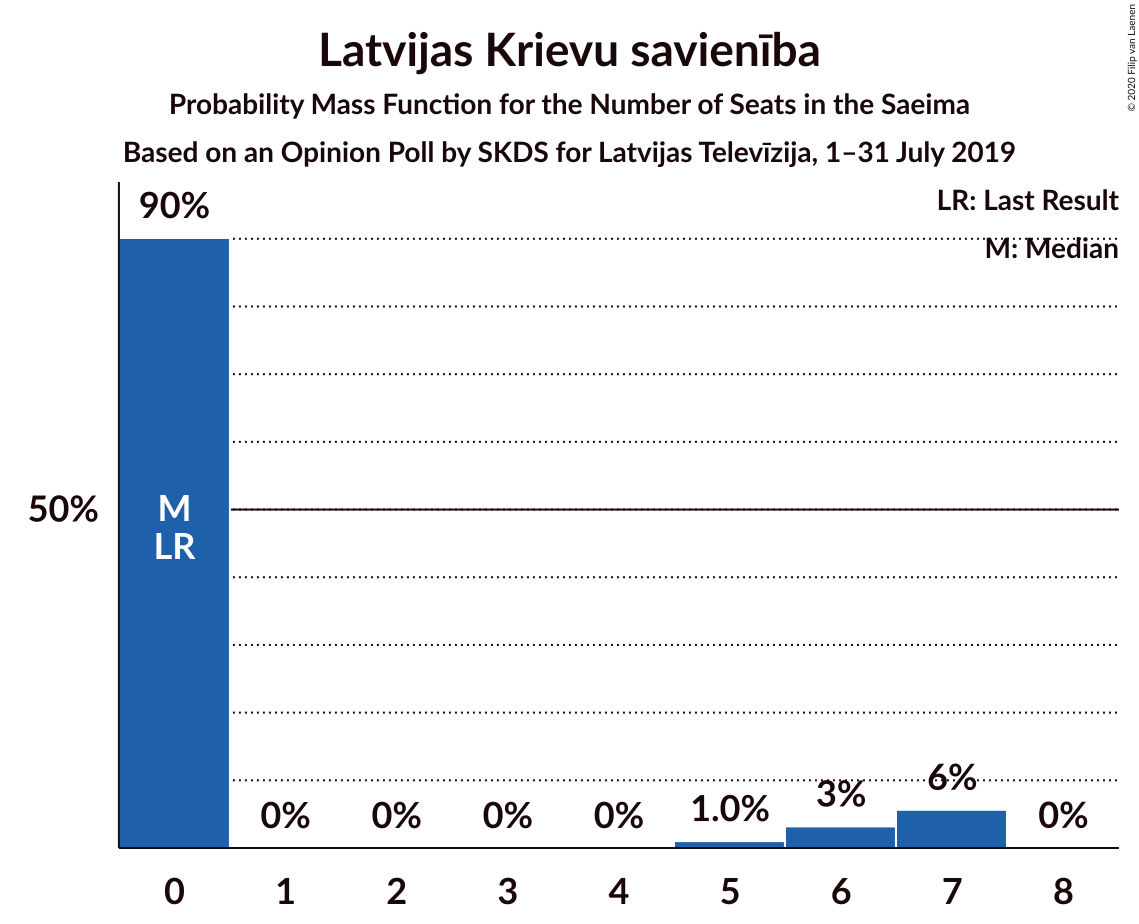 Latvijas Krievu savienība
Probability Mass Function for the Number of Seats in the Saeima
Based on an Opinion Poll by SKDS for Latvijas Televīzija, 1–31 July 2019
© 2020 Filip van Laenen
LR: Last Result
M: Median
90%
50%
M
LR
0% 0% 0% 0% 1.0% 3% 6% 0%
0 1 2 3 4 5 6 7 8